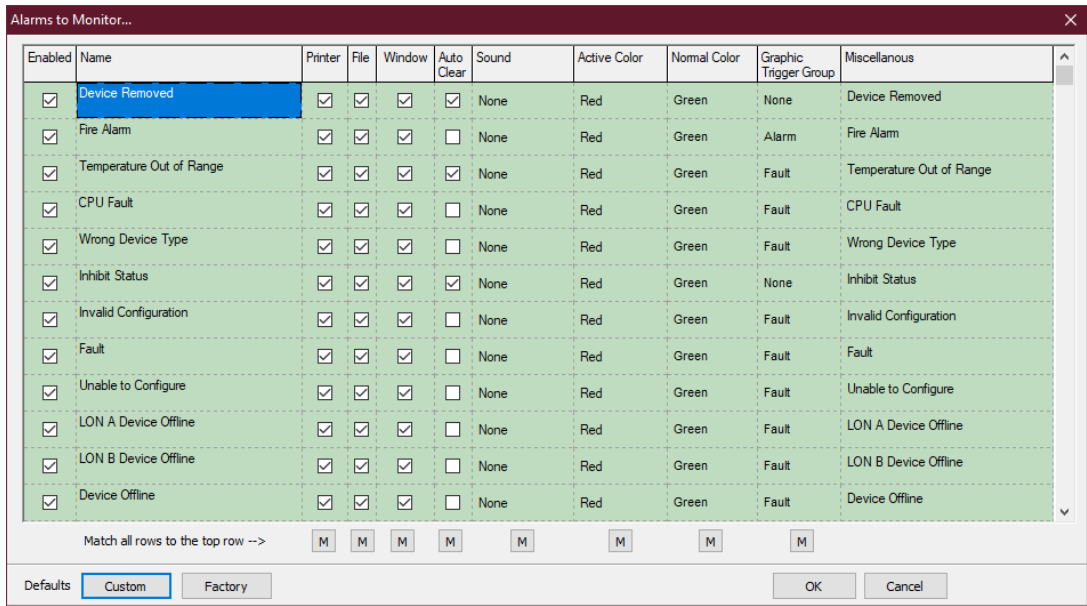 Alarms to Monitor...
Enabled Name Printer File Window Auto Clear Sound Active Color Normal Color Graphic Trigger Group Miscellanous
Device Removed None Red Green None Device Removed
Fire Alarm None Red Green Alarm Fire Alarm
Temperature Out of Range None Red Green Fault Temperature Out of Range
CPU Fault None Red Green Fault CPU Fault
Wrong Device Type None Red Green Fault Wrong Device Type
Inhibit Status None Red Green None Inhibit Status
Invalid Configuration None Red Green Fault Invalid Configuration
Fault None Red Green Fault Fault
Unable to Configure None Red Green Fault Unable to Configure
LON A Device Offline None Red Green Fault LON A Device Offline
LON B Device Offline None Red Green Fault LON B Device Offline
Device Offline None Red Green Fault Device Offline
Match all rows to the top row --> M M M M M M M M
Defaults Custom Factory OK Cancel